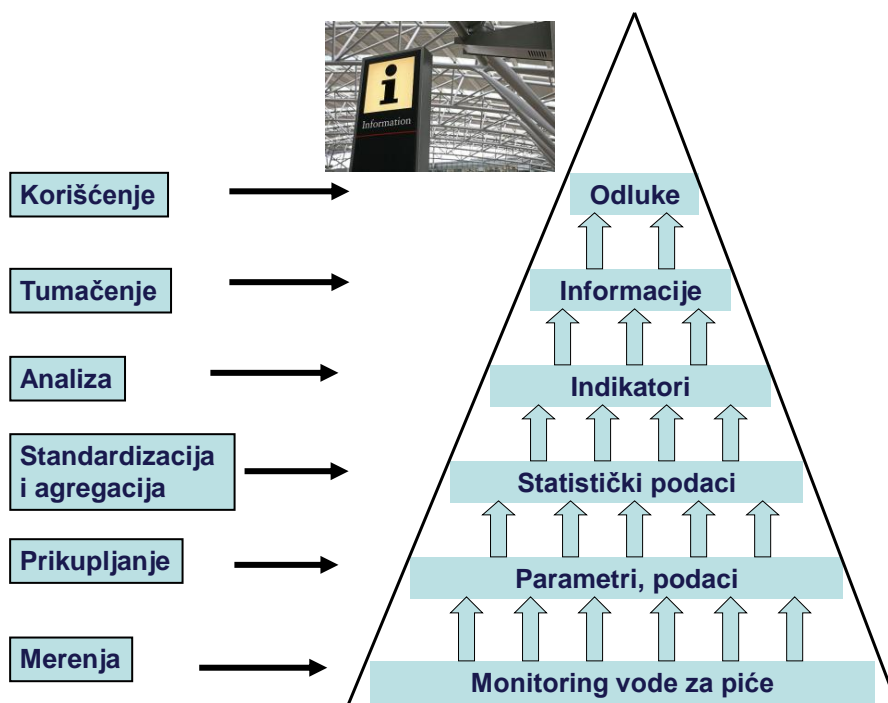 i
Information
Korišćenje
Odluke
Tumačenje
Informacije
Analiza
Indikatori
Standardizacija
i agregacija
Statistički podaci
Prikupljanje
Parametri, podaci
Merenja
Monitoring vode za piće